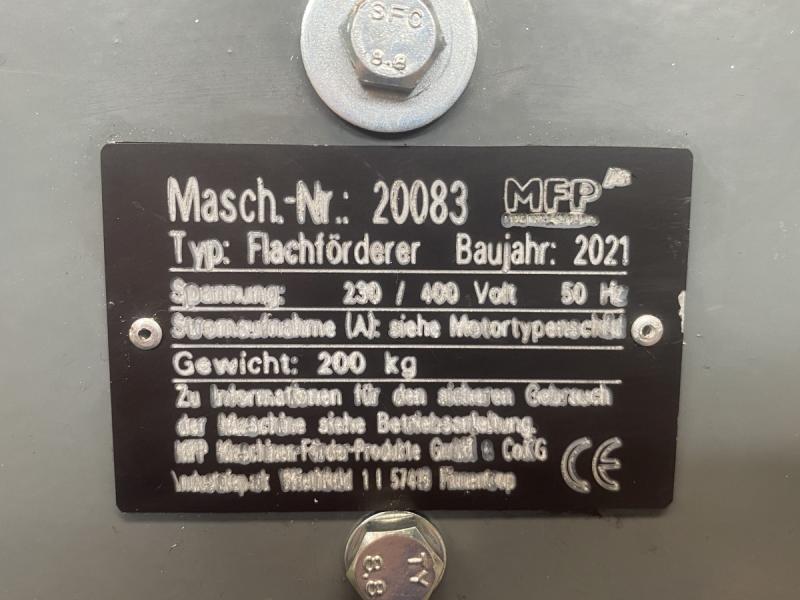 SFC
8.8
Masch.-Nr.: 20083 MFP
Typ: Flachförderer Baujahr: 2021
Spannung: 230 / 400 Volt 50 Hz
Stromaufnahme (A): siehe Motortypenschild
Gewicht: 200 kg
Zu Informationen für den sicheren Gebrauch
der Maschine siehe Betriebsanleitung.
MFP Maschinen-Förder-Produkte GmbH & Co.KG
Industriepark CE
TY
8.8